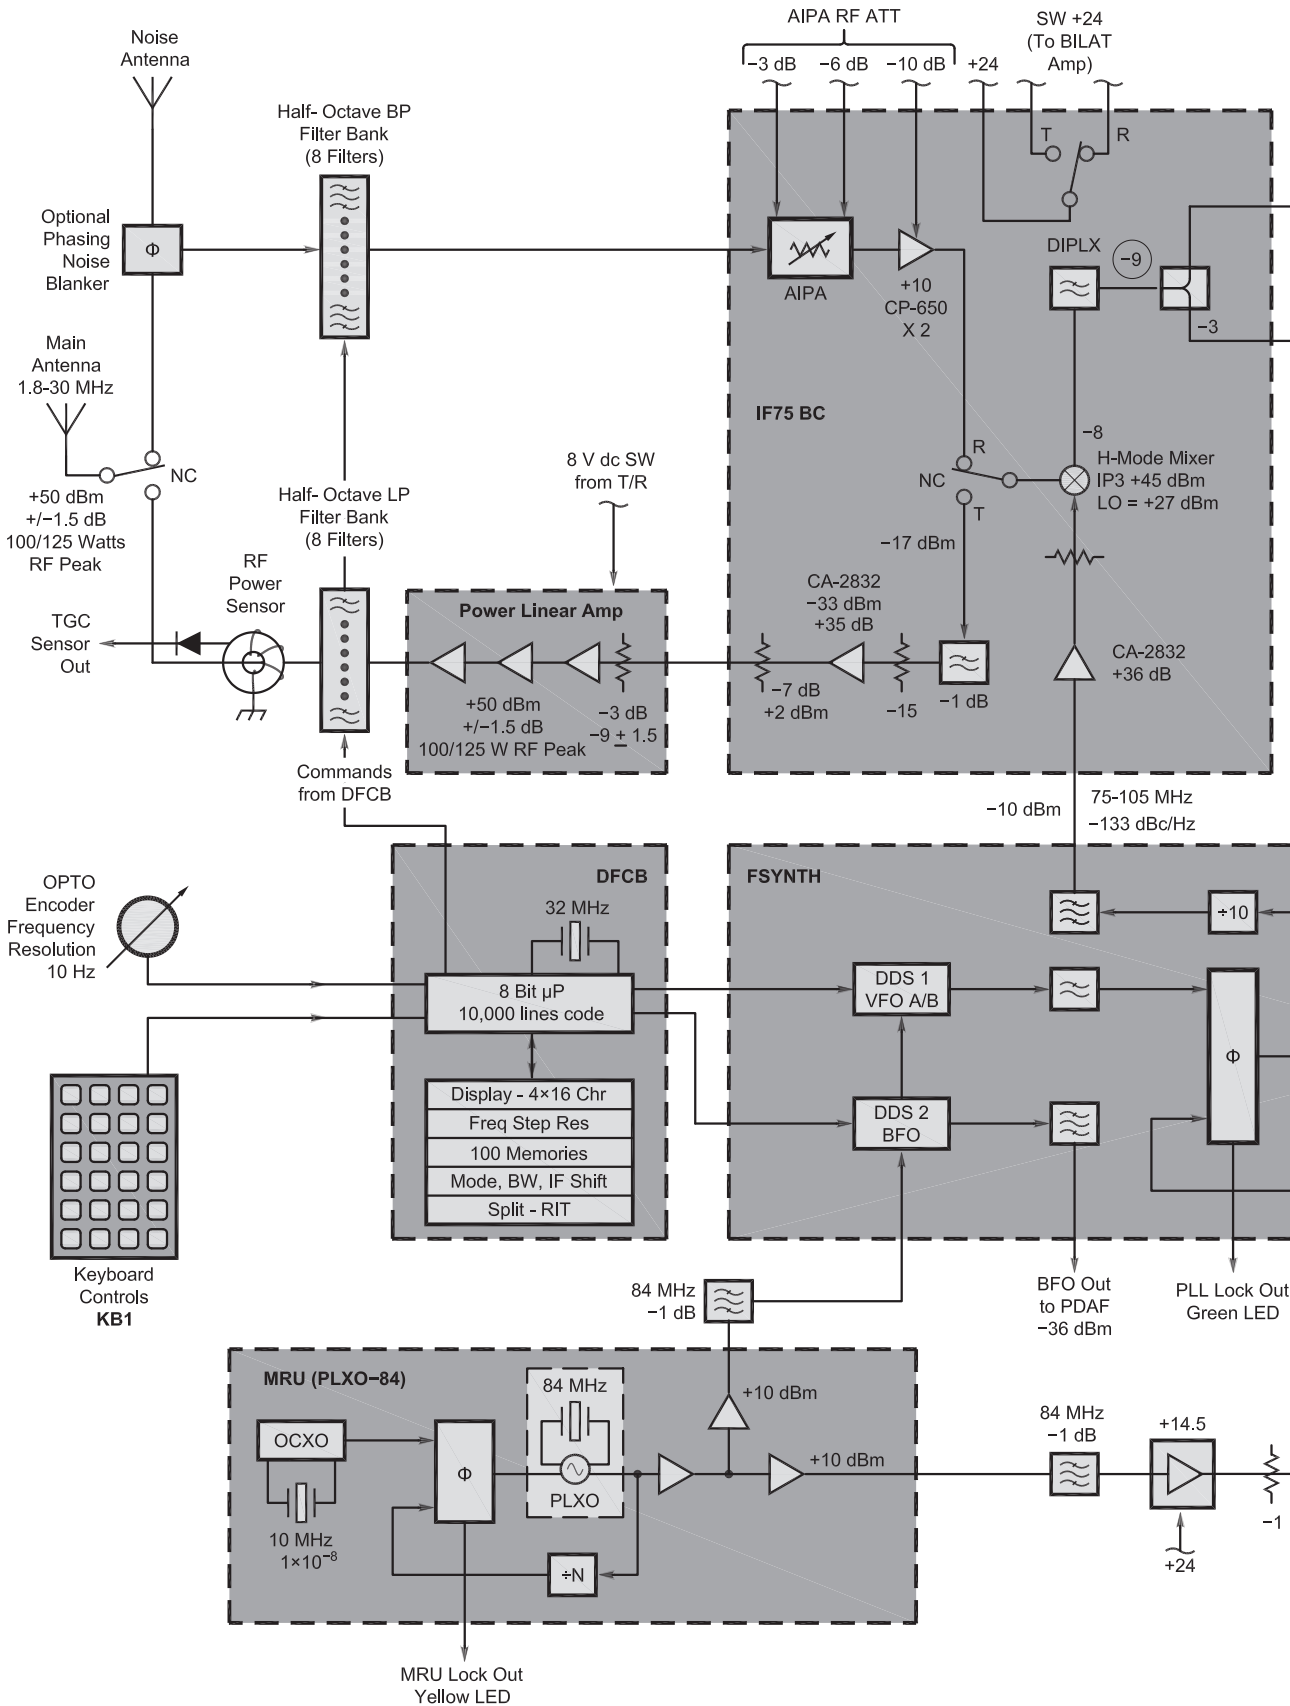 Noise
Antenna
Half- Octave BP
Filter Bank
(8 Filters)
AIPA RF ATT
−3 dB
−6 dB
−10 dB
+24
SW +24
(To BILAT
Amp)
T
R
Optional
Phasing
Noise
Blanker
Φ
AIPA
+10
CP-650
X 2
DIPLX
−9
−3
Main
Antenna
1.8-30 MHz
NC
+50 dBm
+/−1.5 dB
100/125 Watts
RF Peak
IF75 BC
−8
H-Mode Mixer
IP3 +45 dBm
LO = +27 dBm
R
NC
T
−17 dBm
8 V dc SW
from T/R
Half- Octave LP
Filter Bank
(8 Filters)
RF
Power
Sensor
TGC
Sensor
Out
Power Linear Amp
+50 dBm
+/−1.5 dB
100/125 W RF Peak
−3 dB
−9 ± 1.5
CA-2832
−33 dBm
+35 dB
−7 dB
+2 dBm
−15
−1 dB
CA-2832
+36 dB
Commands
from DFCB
−10 dBm
75-105 MHz
−133 dBc/Hz
OPTO
Encoder
Frequency
Resolution
10 Hz
DFCB
32 MHz
8 Bit µP
10,000 lines code
Display - 4×16 Chr
Freq Step Res
100 Memories
Mode, BW, IF Shift
Split - RIT
FSYNTH
÷10
DDS 1
VFO A/B
DDS 2
BFO
Φ
Keyboard
Controls
KB1
84 MHz
−1 dB
BFO Out
to PDAF
−36 dBm
PLL Lock Out
Green LED
MRU (PLXO−84)
84 MHz
+10 dBm
OCXO
Φ
PLXO
+10 dBm
10 MHz
1×10⁻⁸
÷N
84 MHz
−1 dB
+14.5
−1
+24
MRU Lock Out
Yellow LED